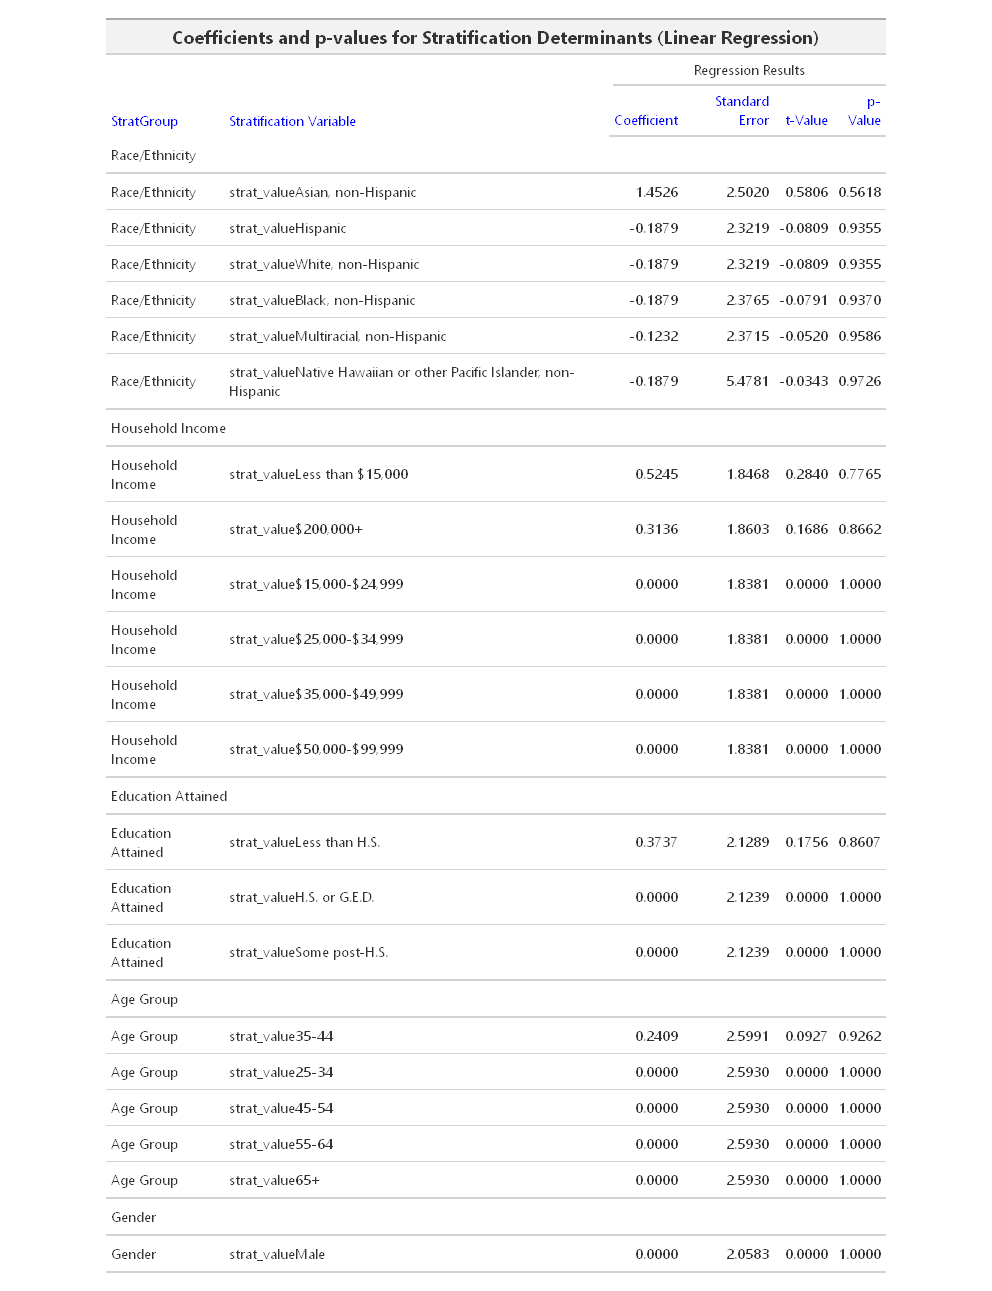 Coefficients and p-values for Stratification Determinants (Linear Regression)
Regression Results
StratGroup Stratification Variable Coefficient Standard Error t-Value p-Value
Race/Ethnicity
Race/Ethnicity strat_valueAsian, non-Hispanic 1.4526 2.5020 0.5806 0.5618
Race/Ethnicity strat_valueHispanic -0.1879 2.3219 -0.0809 0.9355
Race/Ethnicity strat_valueWhite, non-Hispanic -0.1879 2.3219 -0.0809 0.9355
Race/Ethnicity strat_valueBlack, non-Hispanic -0.1879 2.3765 -0.0791 0.9370
Race/Ethnicity strat_valueMultiracial, non-Hispanic -0.1232 2.3715 -0.0520 0.9586
Race/Ethnicity strat_valueNative Hawaiian or other Pacific Islander, non-Hispanic -0.1879 5.4781 -0.0343 0.9726
Household Income
Household Income strat_valueLess than $15,000 0.5245 1.8468 0.2840 0.7765
Household Income strat_value$200,000+ 0.3136 1.8603 0.1686 0.8662
Household Income strat_value$15,000-$24,999 0.0000 1.8381 0.0000 1.0000
Household Income strat_value$25,000-$34,999 0.0000 1.8381 0.0000 1.0000
Household Income strat_value$35,000-$49,999 0.0000 1.8381 0.0000 1.0000
Household Income strat_value$50,000-$99,999 0.0000 1.8381 0.0000 1.0000
Education Attained
Education Attained strat_valueLess than H.S. 0.3737 2.1289 0.1756 0.8607
Education Attained strat_valueH.S. or G.E.D. 0.0000 2.1239 0.0000 1.0000
Education Attained strat_valueSome post-H.S. 0.0000 2.1239 0.0000 1.0000
Age Group
Age Group strat_value35-44 0.2409 2.5991 0.0927 0.9262
Age Group strat_value25-34 0.0000 2.5930 0.0000 1.0000
Age Group strat_value45-54 0.0000 2.5930 0.0000 1.0000
Age Group strat_value55-64 0.0000 2.5930 0.0000 1.0000
Age Group strat_value65+ 0.0000 2.5930 0.0000 1.0000
Gender
Gender strat_valueMale 0.0000 2.0583 0.0000 1.0000